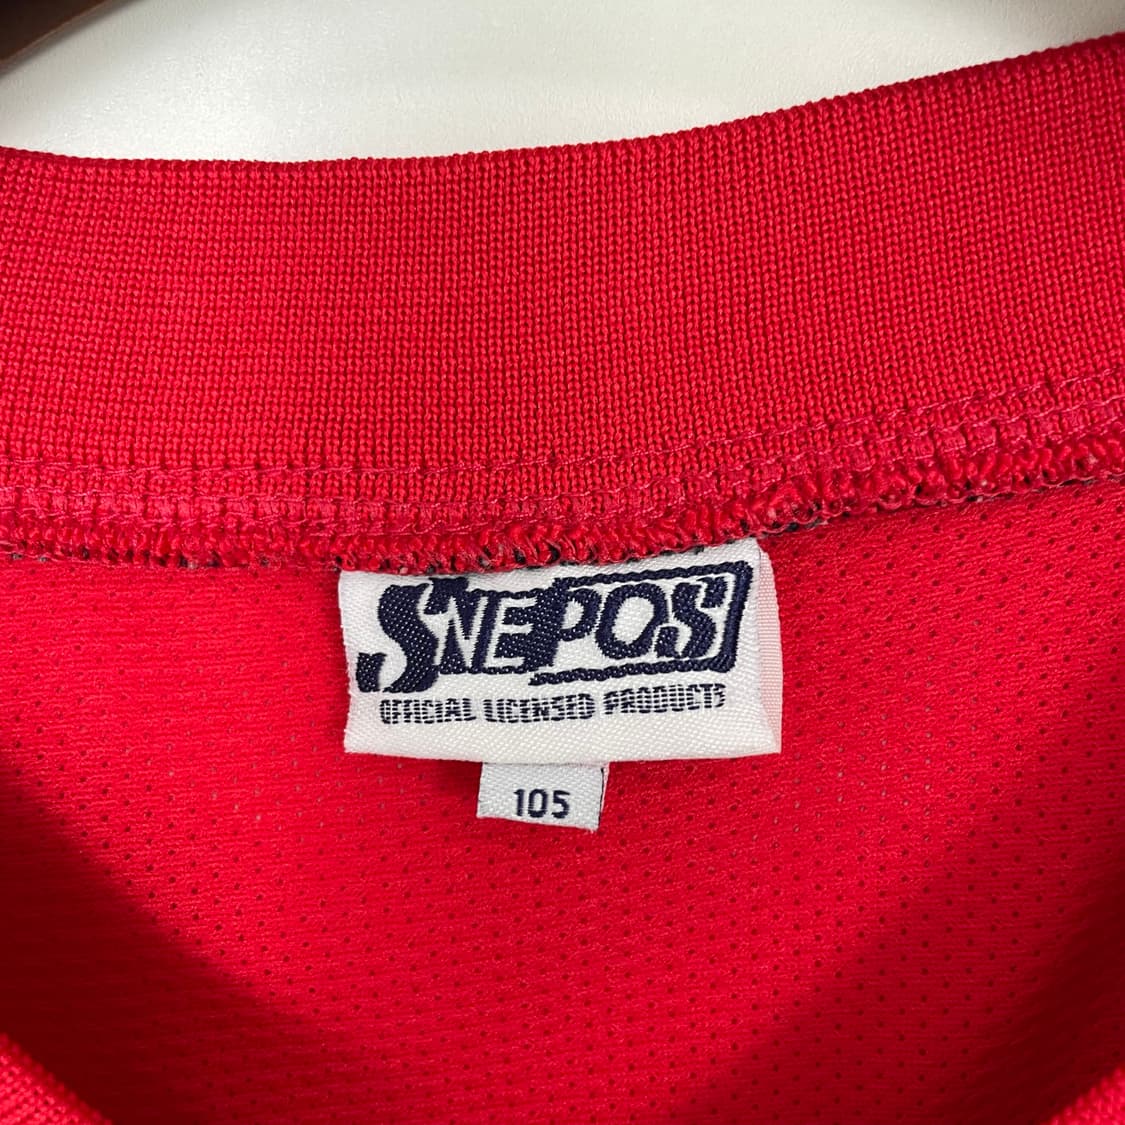 SNEPOS
OFFICIAL LICENSED PRODUCTS
105